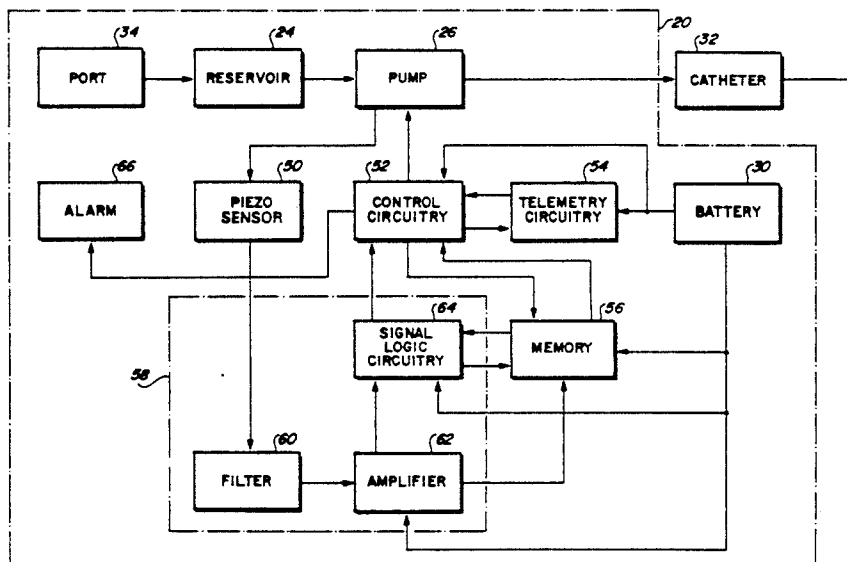 34
24
26
20
32
PORT
RESERVOIR
PUMP
CATHETER
66
50
52
54
30
ALARM
PIEZO
SENSOR
CONTROL
CIRCUITRY
TELEMETRY
CIRCUITRY
BATTERY
64
56
SIGNAL
LOGIC
CIRCUITRY
MEMORY
58
60
62
FILTER
AMPLIFIER